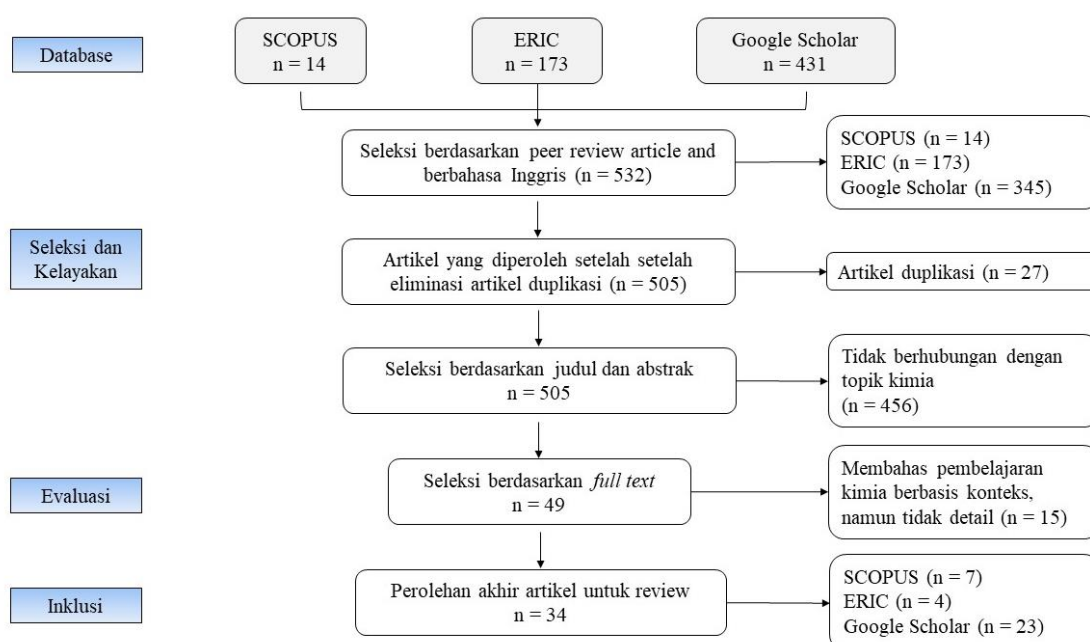 Database
SCOPUS
n = 14
ERIC
n = 173
Google Scholar
n = 431
Seleksi berdasarkan peer review article and
berbahasa Inggris (n = 532)
SCOPUS (n = 14)
ERIC (n = 173)
Google Scholar (n = 345)
Seleksi dan
Kelayakan
Artikel yang diperoleh setelah setelah
eliminasi artikel duplikasi (n = 505)
Artikel duplikasi (n = 27)
Seleksi berdasarkan judul dan abstrak
n = 505
Tidak berhubungan dengan
topik kimia
(n = 456)
Evaluasi
Seleksi berdasarkan full text
n = 49
Membahas pembelajaran
kimia berbasis konteks,
namun tidak detail (n = 15)
Inklusi
Perolehan akhir artikel untuk review
n = 34
SCOPUS (n = 7)
ERIC (n = 4)
Google Scholar (n = 23)